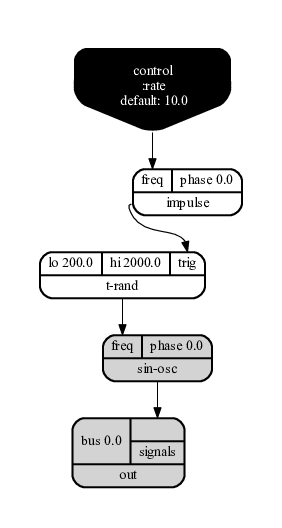 control
:rate
default: 10.0
freq phase 0.0
impulse
lo 200.0 hi 2000.0 trig
t-rand
freq phase 0.0
sin-osc
bus 0.0
signals
out